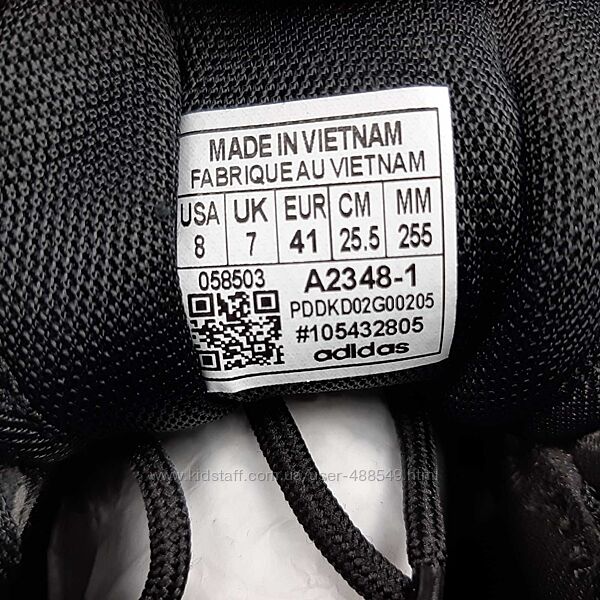 MADE IN VIETNAM
FABRIQUE AU VIETNAM
USA UK EUR CM MM
8 7 41 25.5 255
058503 A2348-1
PDDKD02G00205
#105432805
adidas
www.kidstaff.com.ua/user-488549.html